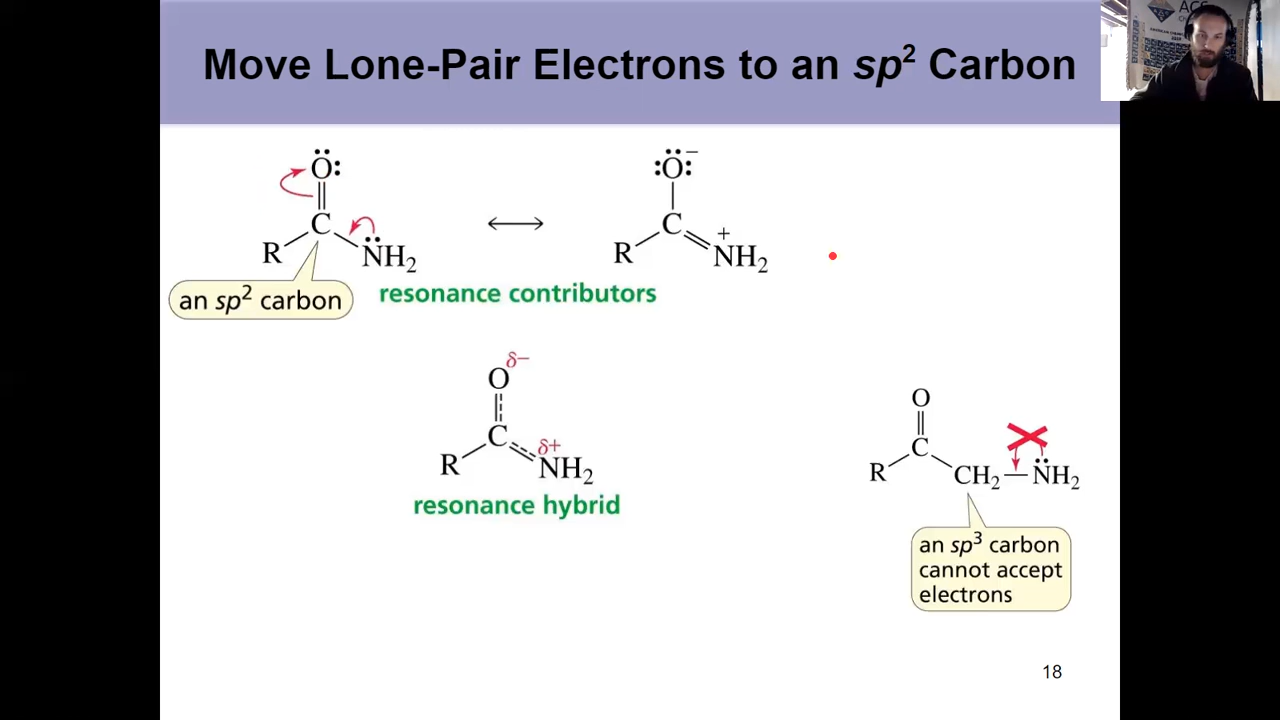 Move Lone-Pair Electrons to an sp² Carbon
O
C
R
NH₂
an sp² carbon
O⁻
C
R
+
NH₂
resonance contributors
O
δ−
C
R
δ+
NH₂
resonance hybrid
O
C
R
CH₂—NH₂
an sp³ carbon
cannot accept
electrons
18
ACS